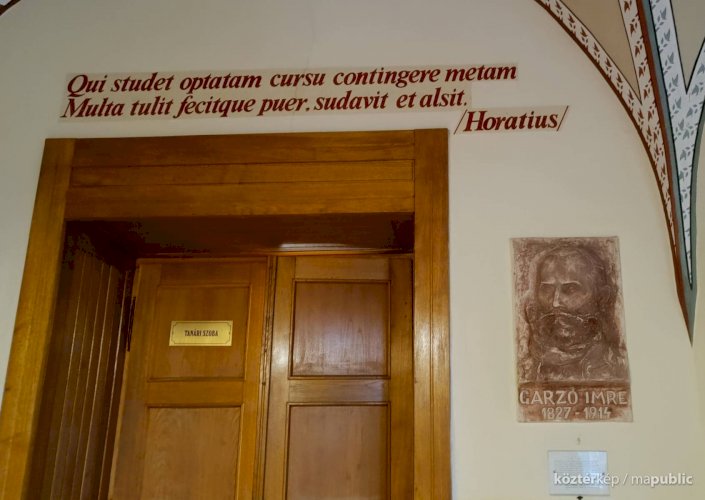 Qui studet optatam cursu contingere metam
Multa tulit fecitque puer, sudavit et alsit.
/Horatius/
TANÁRI SZOBA
GARZÓ IMRE
1827 - 1914
köztérkép / mapublic